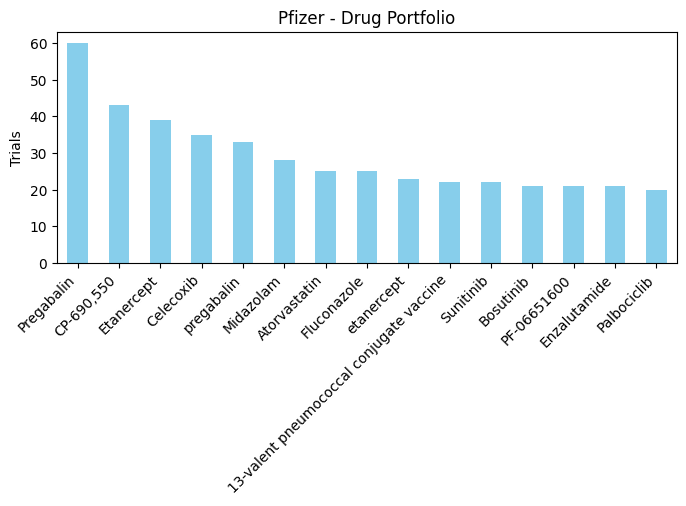 Pfizer - Drug Portfolio
Trials
60
50
40
30
20
10
0
Pregabalin
CP-690,550
Etanercept
Celecoxib
pregabalin
Midazolam
Atorvastatin
Fluconazole
etanercept
13-valent pneumococcal conjugate vaccine
Sunitinib
Bosutinib
PF-06651600
Enzalutamide
Palbociclib